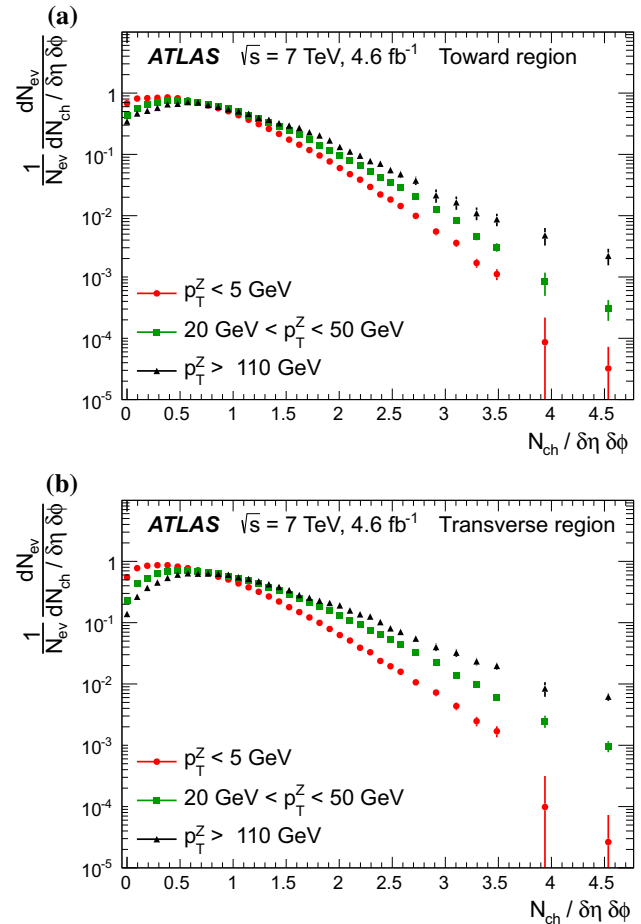 (a)
ATLAS √s = 7 TeV, 4.6 fb⁻¹ Toward region
1/N_ev dN_ev/dN_ch / δη δφ
1
10⁻¹
10⁻²
10⁻³
10⁻⁴
10⁻⁵
p_T^Z < 5 GeV
20 GeV < p_T^Z < 50 GeV
p_T^Z > 110 GeV
0 0.5 1 1.5 2 2.5 3 3.5 4 4.5
N_ch / δη δφ
(b)
ATLAS √s = 7 TeV, 4.6 fb⁻¹ Transverse region
1/N_ev dN_ev/dN_ch / δη δφ
1
10⁻¹
10⁻²
10⁻³
10⁻⁴
10⁻⁵
p_T^Z < 5 GeV
20 GeV < p_T^Z < 50 GeV
p_T^Z > 110 GeV
0 0.5 1 1.5 2 2.5 3 3.5 4 4.5
N_ch / δη δφ